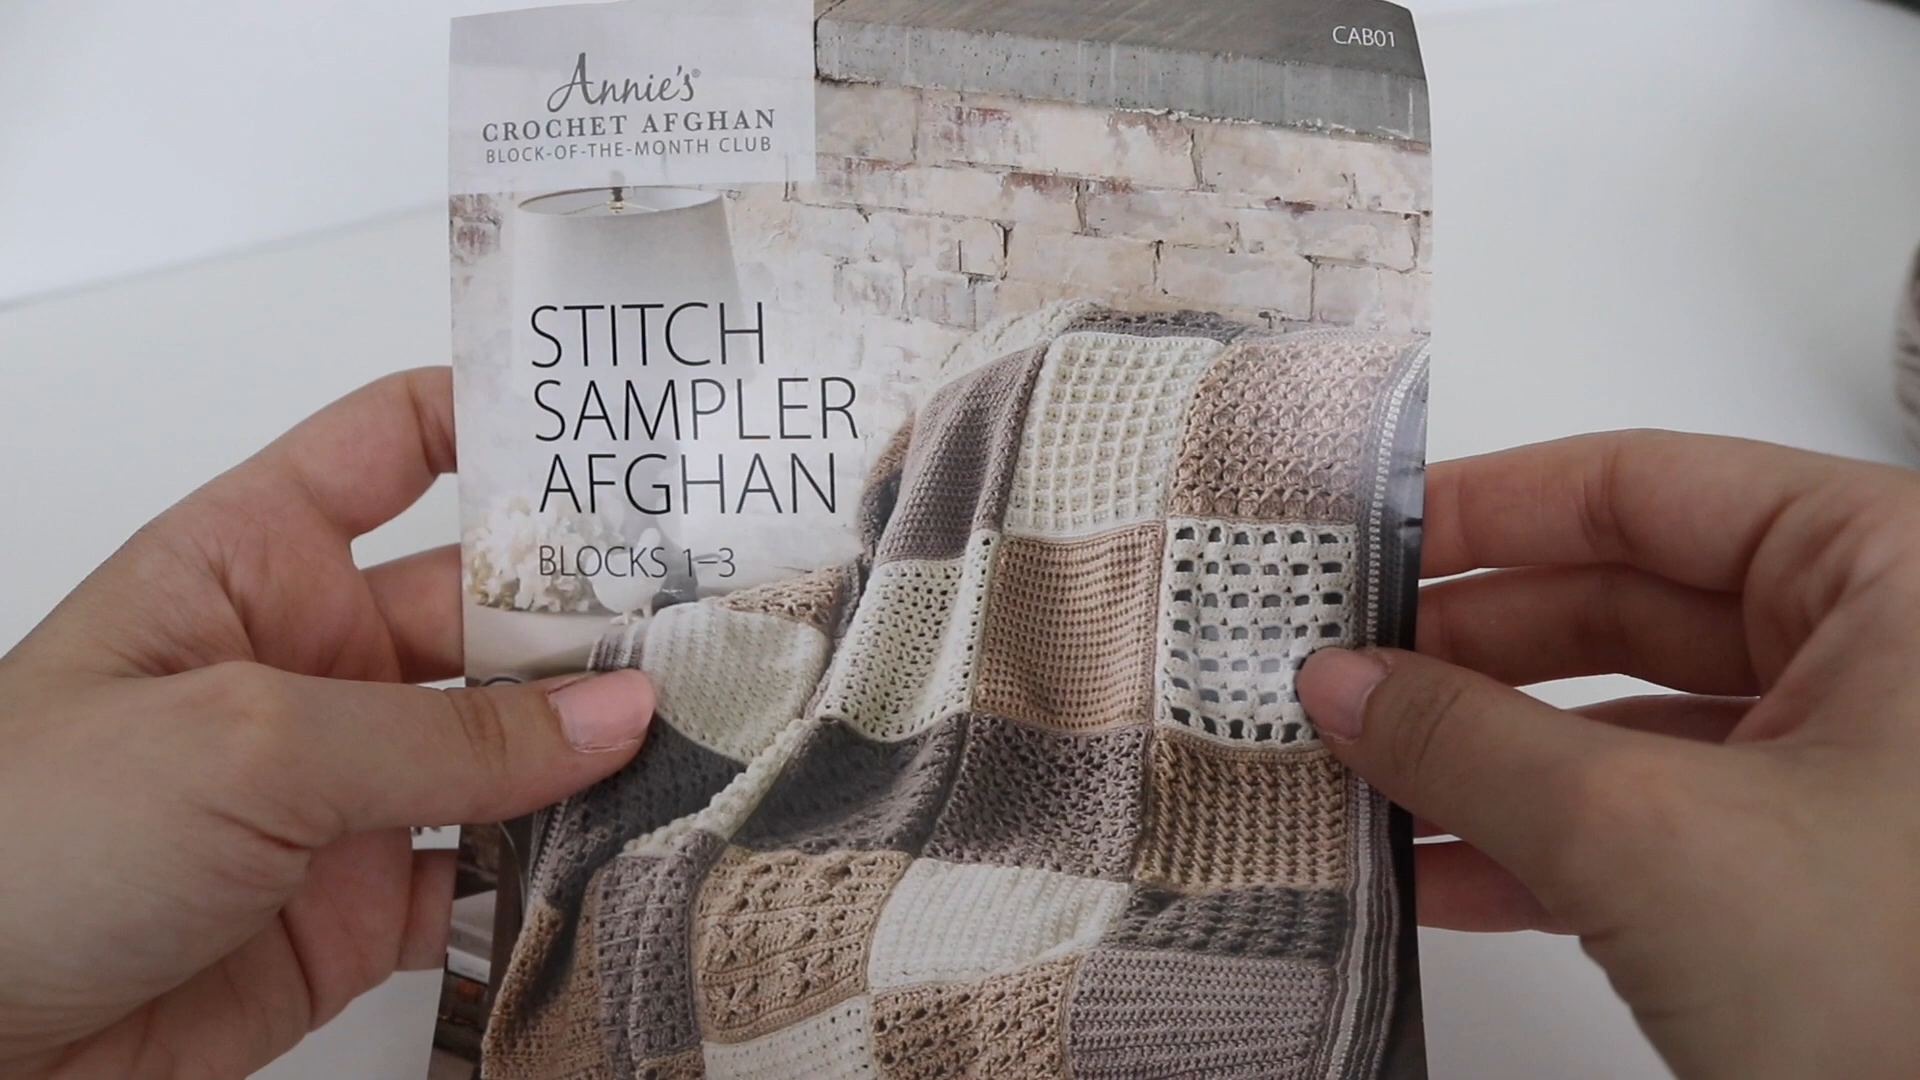 Annie's®
CROCHET AFGHAN
BLOCK-OF-THE-MONTH CLUB
CAB01
STITCH
SAMPLER
AFGHAN
BLOCKS 1–3